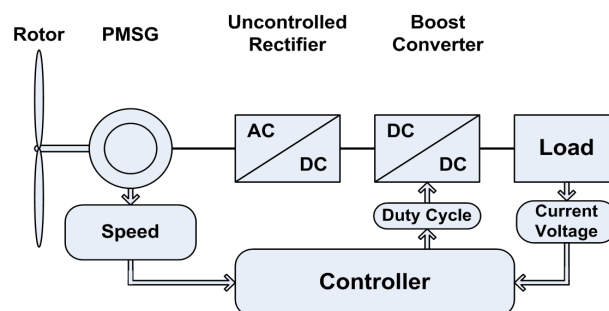 Rotor
PMSG
Uncontrolled
Rectifier
Boost
Converter
AC
DC
DC
DC
Load
Speed
Duty Cycle
Current
Voltage
Controller